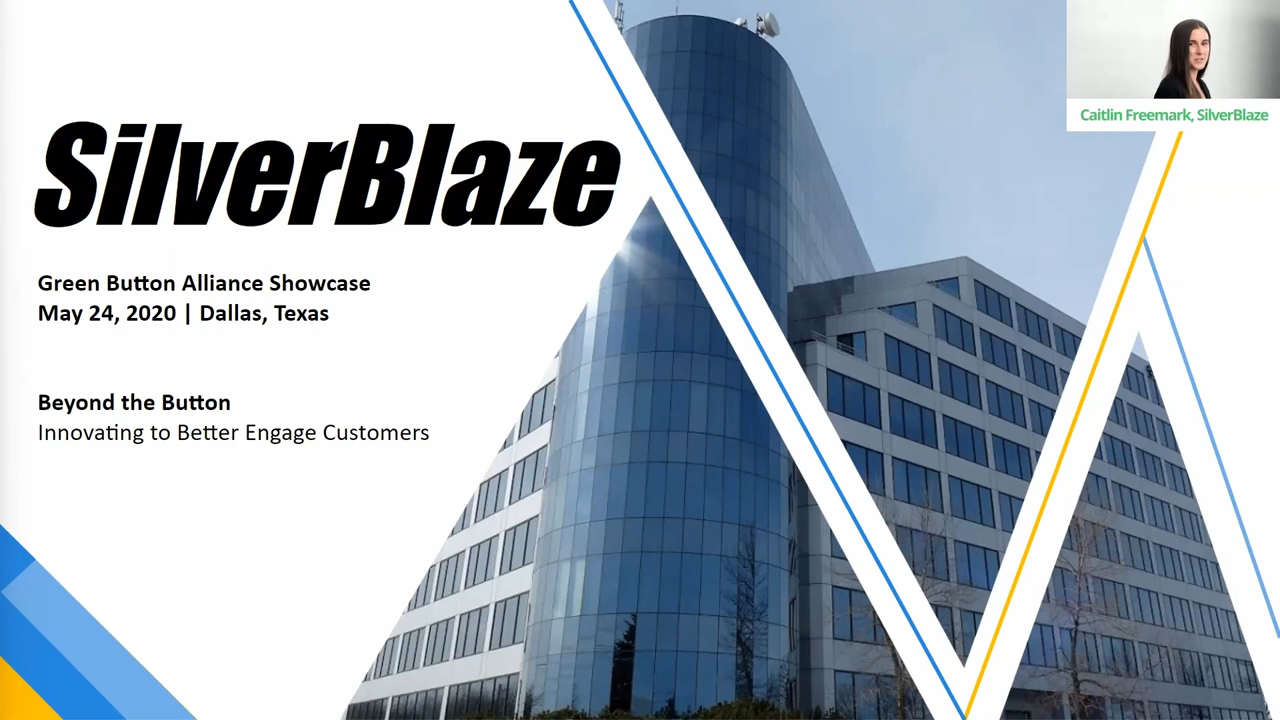 SilverBlaze
Green Button Alliance Showcase
May 24, 2020 | Dallas, Texas
Beyond the Button
Innovating to Better Engage Customers
Caitlin Freemark, SilverBlaze